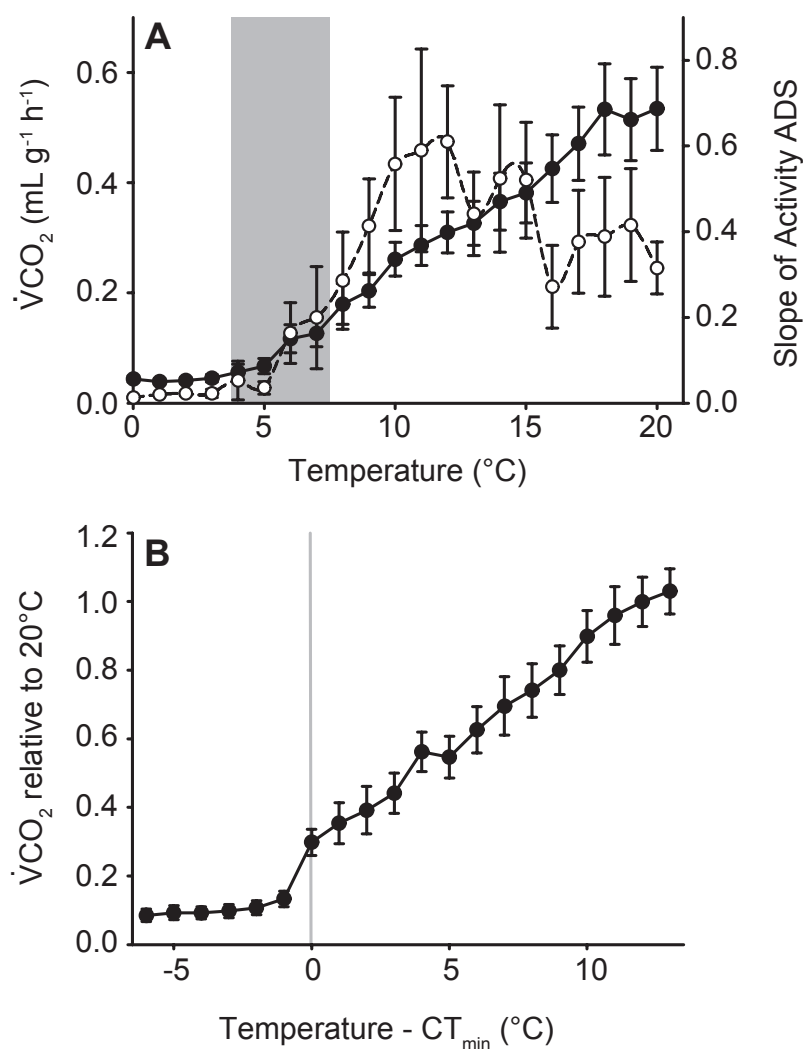 A
0.6
0.4
0.2
0.0
V̇CO₂ (mL g⁻¹ h⁻¹)
0.8
0.6
0.4
0.2
0.0
Slope of Activity ADS
0 5 10 15 20
Temperature (°C)
B
1.2
1.0
0.8
0.6
0.4
0.2
0.0
V̇CO₂ relative to 20°C
-5 0 5 10
Temperature - CTmin (°C)